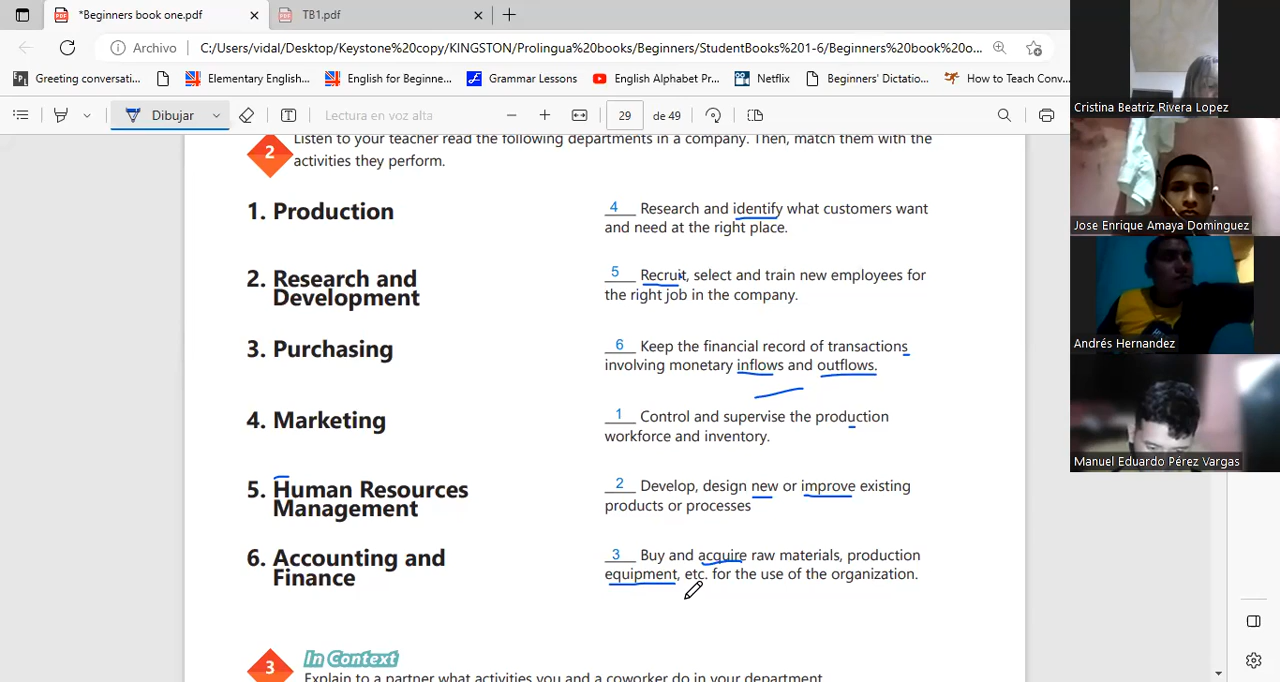 *Beginners book one.pdf
TB1.pdf
Archivo
C:/Users/vidal/Desktop/Keystone%20copy/KINGSTON/Prolingua%20books/Beginners/StudentBooks%201-6/Beginners%20book%20o...
Greeting conversati...
Elementary English...
English for Beginne...
Grammar Lessons
English Alphabet Pr...
Netflix
Beginners' Dictatio...
How to Teach Conv...
Dibujar
Lectura en voz alta
29
de 49
2
Listen to your teacher read the following departments in a company. Then, match them with the
activities they perform.
1. Production
4 Research and identify what customers want
and need at the right place.
2. Research and
Development
5 Recruit, select and train new employees for
the right job in the company.
3. Purchasing
6 Keep the financial record of transactions
involving monetary inflows and outflows.
4. Marketing
1 Control and supervise the production
workforce and inventory.
5. Human Resources
Management
2 Develop, design new or improve existing
products or processes
6. Accounting and
Finance
3 Buy and acquire raw materials, production
equipment, etc. for the use of the organization.
3
In Context
Explain to a partner what activities you and a coworker do in your department
Cristina Beatriz Rivera Lopez
Jose Enrique Amaya Dominguez
Andrés Hernandez
Manuel Eduardo Pérez Vargas